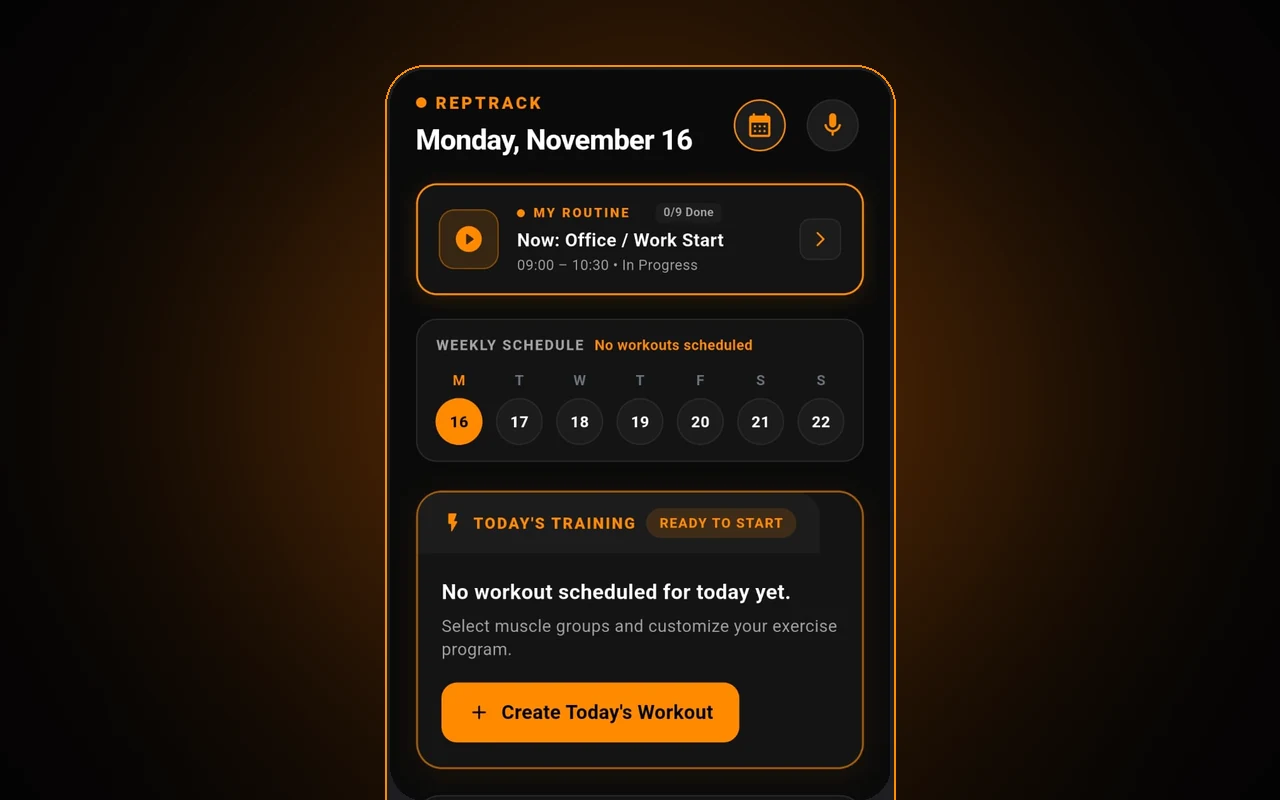 REPTRACK
Monday, November 16
MY ROUTINE 0/9 Done
Now: Office / Work Start
09:00 – 10:30 • In Progress
WEEKLY SCHEDULE No workouts scheduled
M T W T F S S
16 17 18 19 20 21 22
TODAY'S TRAINING READY TO START
No workout scheduled for today yet.
Select muscle groups and customize your exercise
program.
+ Create Today's Workout